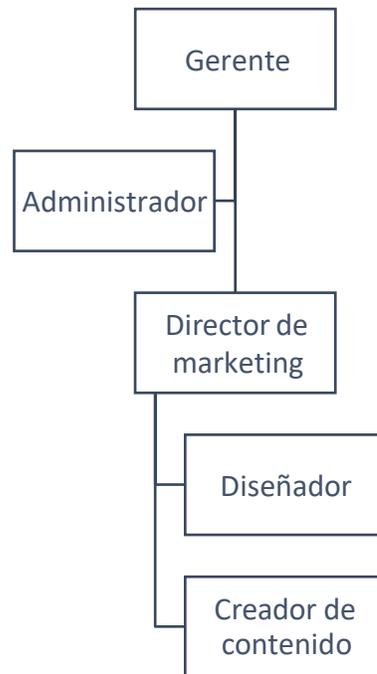 Gerente
Administrador
Director de
marketing
Diseñador
Creador de
contenido